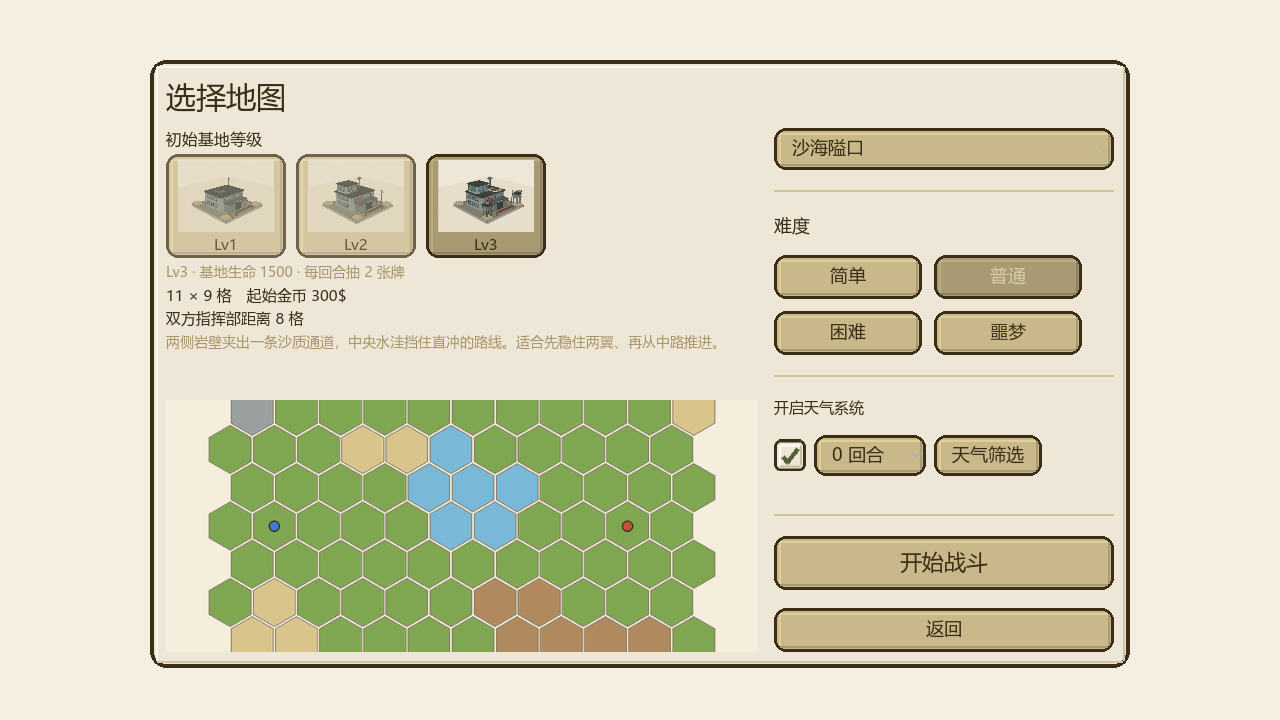 选择地图
初始基地等级
Lv1
Lv2
Lv3
Lv3 · 基地生命 1500 · 每回合抽 2 张牌
11 × 9 格 起始金币 300$
双方指挥部距离 8 格
两侧岩壁夹出一条沙质通道，中央水洼挡住直冲的路线。适合先稳住两翼、再从中路推进。
沙海隘口
难度
简单
普通
困难
噩梦
开启天气系统
0 回合
天气筛选
开始战斗
返回